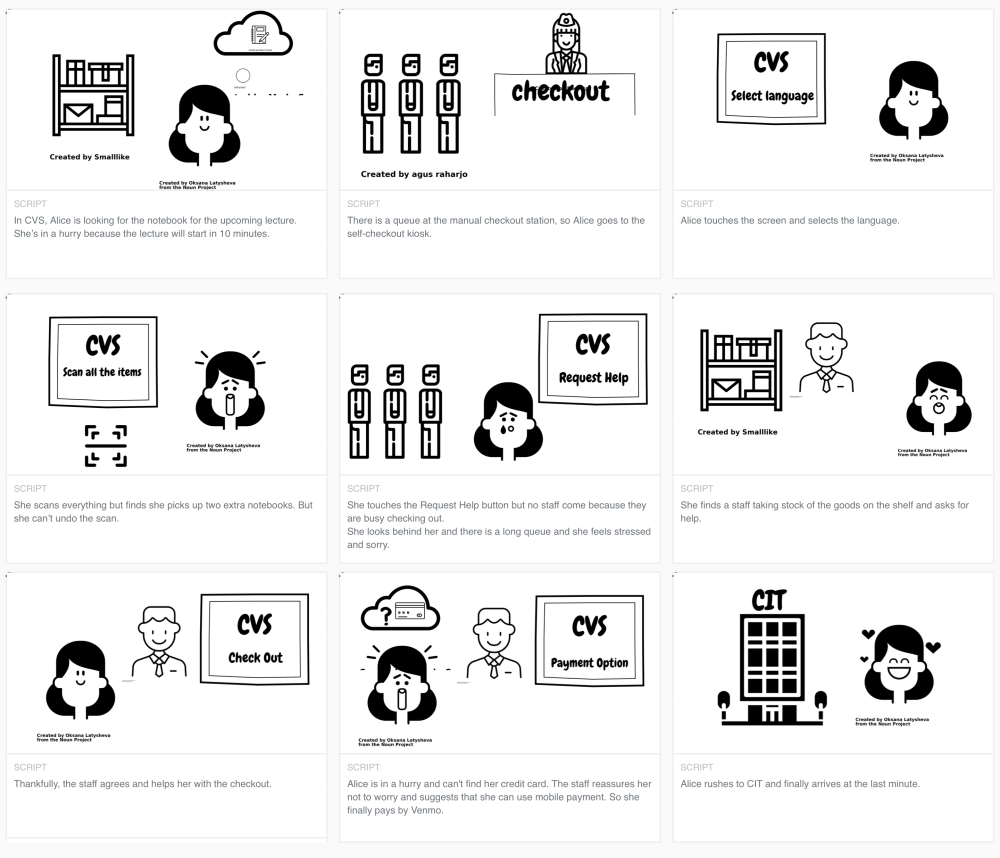 Created by Smalllike
Created by Oksana Latysheva
from the Noun Project
SCRIPT
In CVS, Alice is looking for the notebook for the upcoming lecture.
She's in a hurry because the lecture will start in 10 minutes.
checkout
Created by agus raharjo
SCRIPT
There is a queue at the manual checkout station, so Alice goes to the
self-checkout kiosk.
CVS
Select language
Created by Oksana Latysheva
from the Noun Project
SCRIPT
Alice touches the screen and selects the language.
CVS
Scan all the items
Created by Oksana Latysheva
from the Noun Project
SCRIPT
She scans everything but finds she picks up two extra notebooks. But
she can't undo the scan.
CVS
Request Help
SCRIPT
She touches the Request Help button but no staff come because they
are busy checking out.
She looks behind her and there is a long queue and she feels stressed
and sorry.
Created by Smalllike
Created by Oksana Latysheva
from the Noun Project
SCRIPT
She finds a staff taking stock of the goods on the shelf and asks for
help.
CVS
Check Out
Created by Oksana Latysheva
from the Noun Project
SCRIPT
Thankfully, the staff agrees and helps her with the checkout.
?
CVS
Payment Option
Created by Oksana Latysheva
from the Noun Project
SCRIPT
Alice is in a hurry and can't find her credit card. The staff reassures her
not to worry and suggests that she can use mobile payment. So she
finally pays by Venmo.
CIT
Created by Oksana Latysheva
from the Noun Project
SCRIPT
Alice rushes to CIT and finally arrives at the last minute.